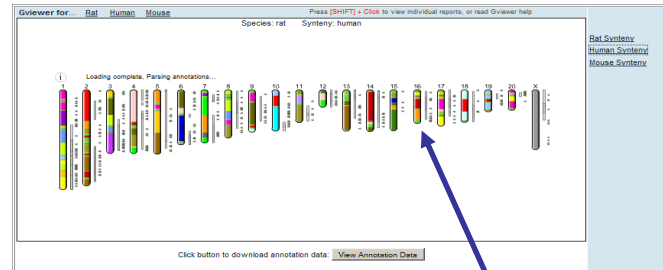 Gviewer for... Rat Human Mouse Press [SHIFT] + Click to view individual reports, or read Gviewer help
Species: rat Synteny: human
Rat Synteny
Human Synteny
Mouse Synteny
i Loading complete, Parsing annotations...
1 2 3 4 5 6 7 8 9 10 11 12 13 14 15 16 17 18 19 20 X
Click button to download annotation data: View Annotation Data